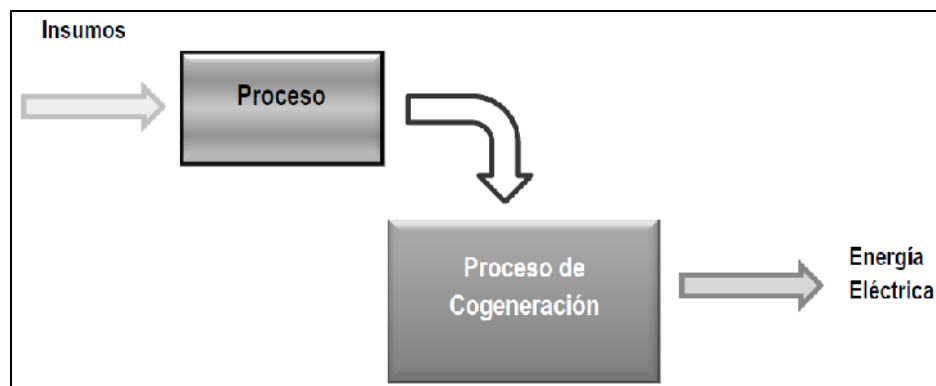 Insumos
Proceso
Proceso de
Cogeneración
Energía
Eléctrica